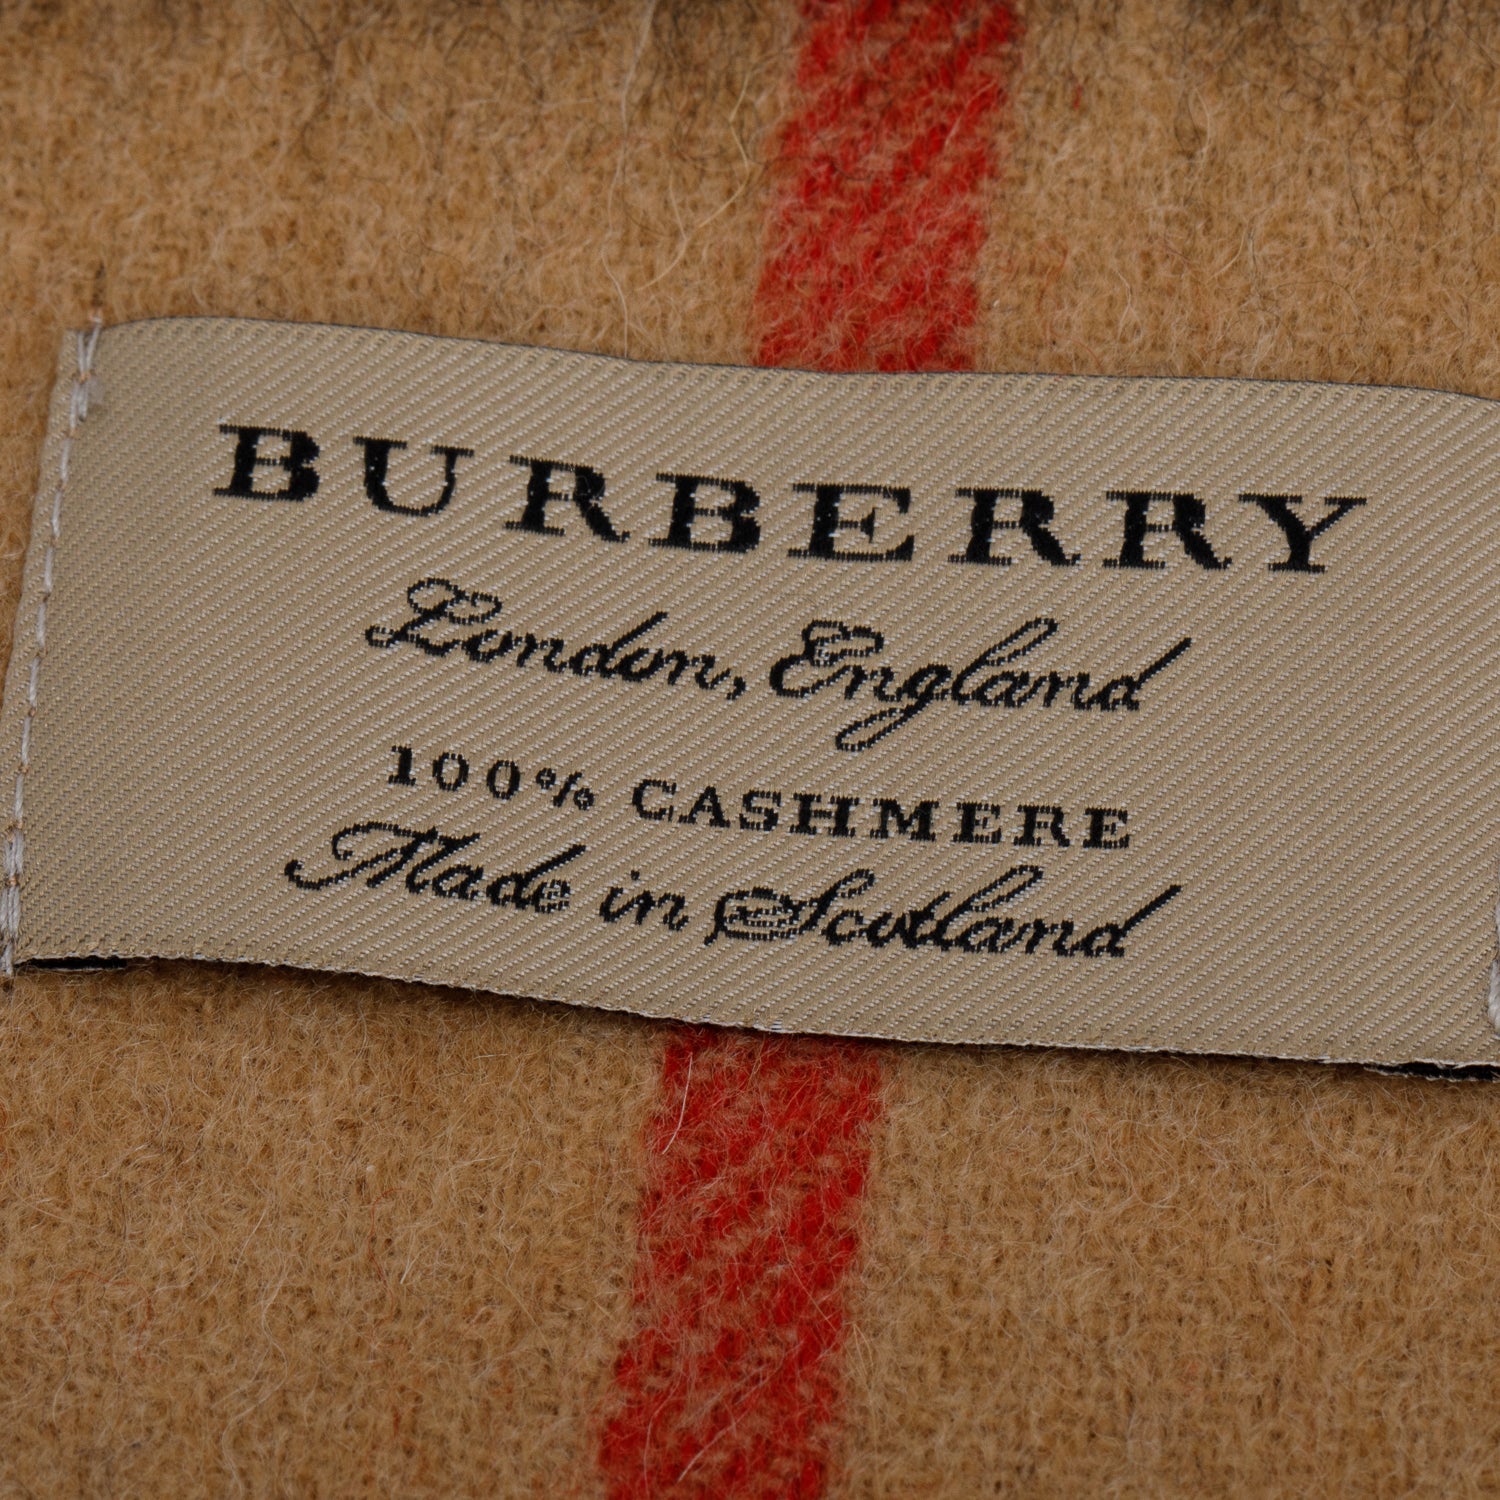 BURBERRY
London, England
100% CASHMERE
Made in Scotland